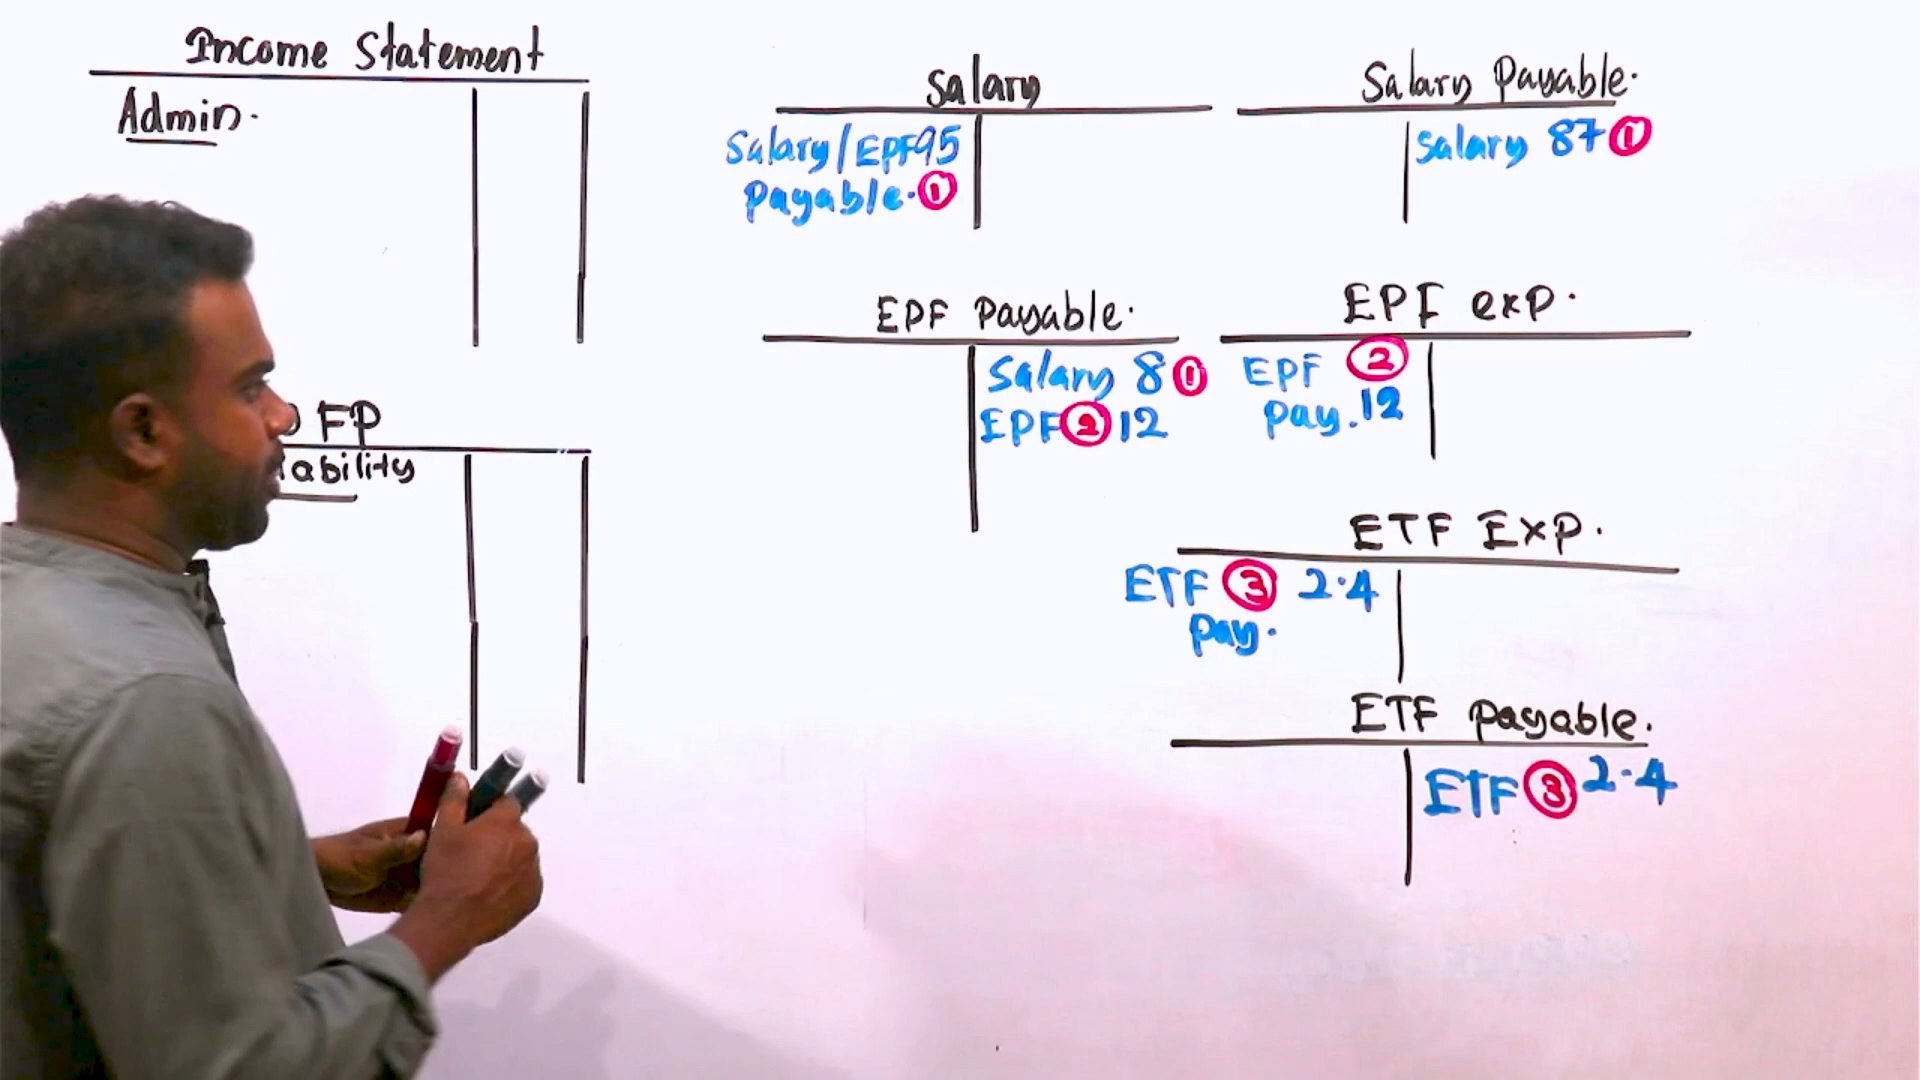 Income Statement
Admin.
FP
ability
Salary
Salary/EPF 95
Payable. ①
Salary Payable.
Salary 87 ①
EPF Payable.
Salary 8 ①
EPF ② 12
EPF exp.
EPF ②
pay. 12
ETF Exp.
ETF ③ 2.4
pay.
ETF payable.
ETF ③ 2.4